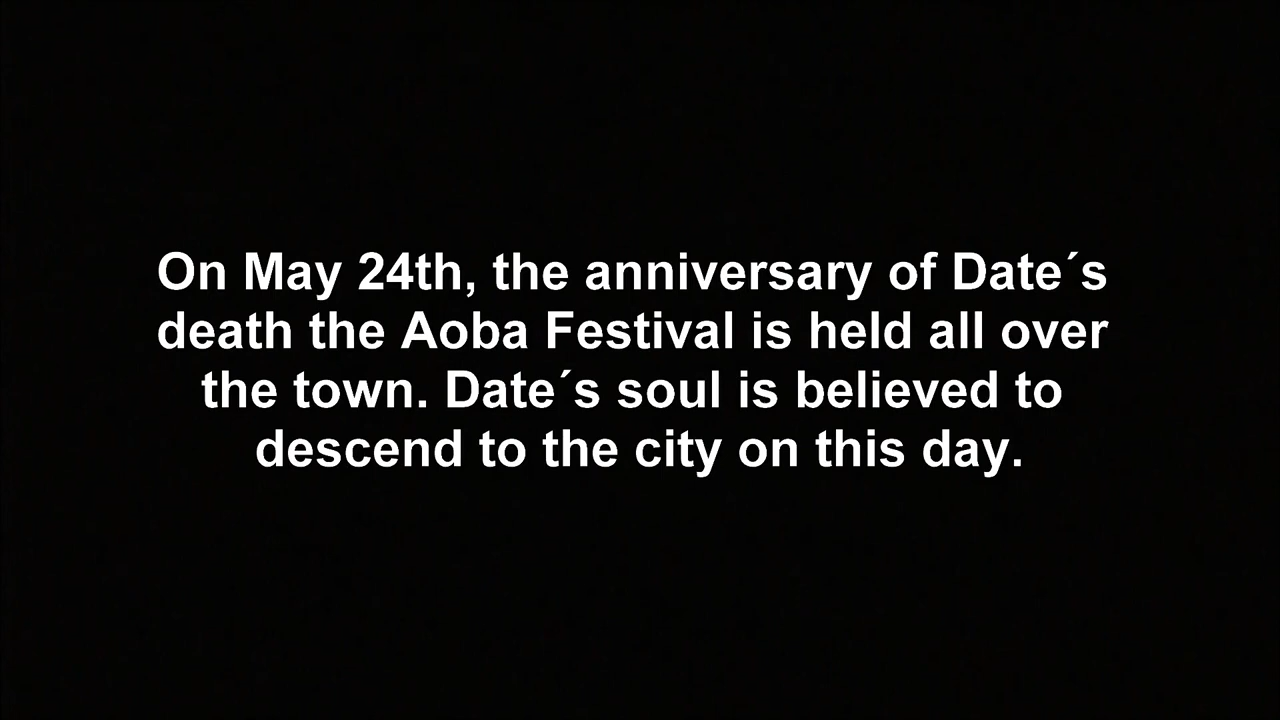 On May 24th, the anniversary of Date´s
death the Aoba Festival is held all over
the town. Date´s soul is believed to
descend to the city on this day.